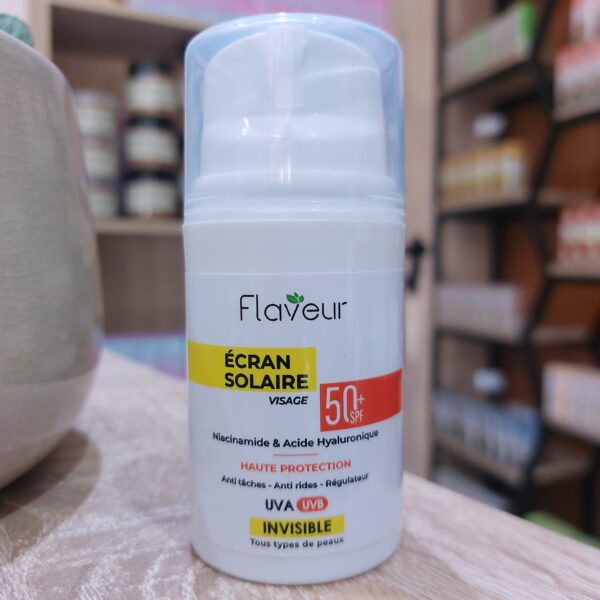 Flaveur
ÉCRAN
SOLAIRE
VISAGE
50+
SPF
Niacinamide & Acide Hyaluronique
HAUTE PROTECTION
Anti tâches - Anti rides - Régulateur
UVA UVB
INVISIBLE
Tous types de peaux